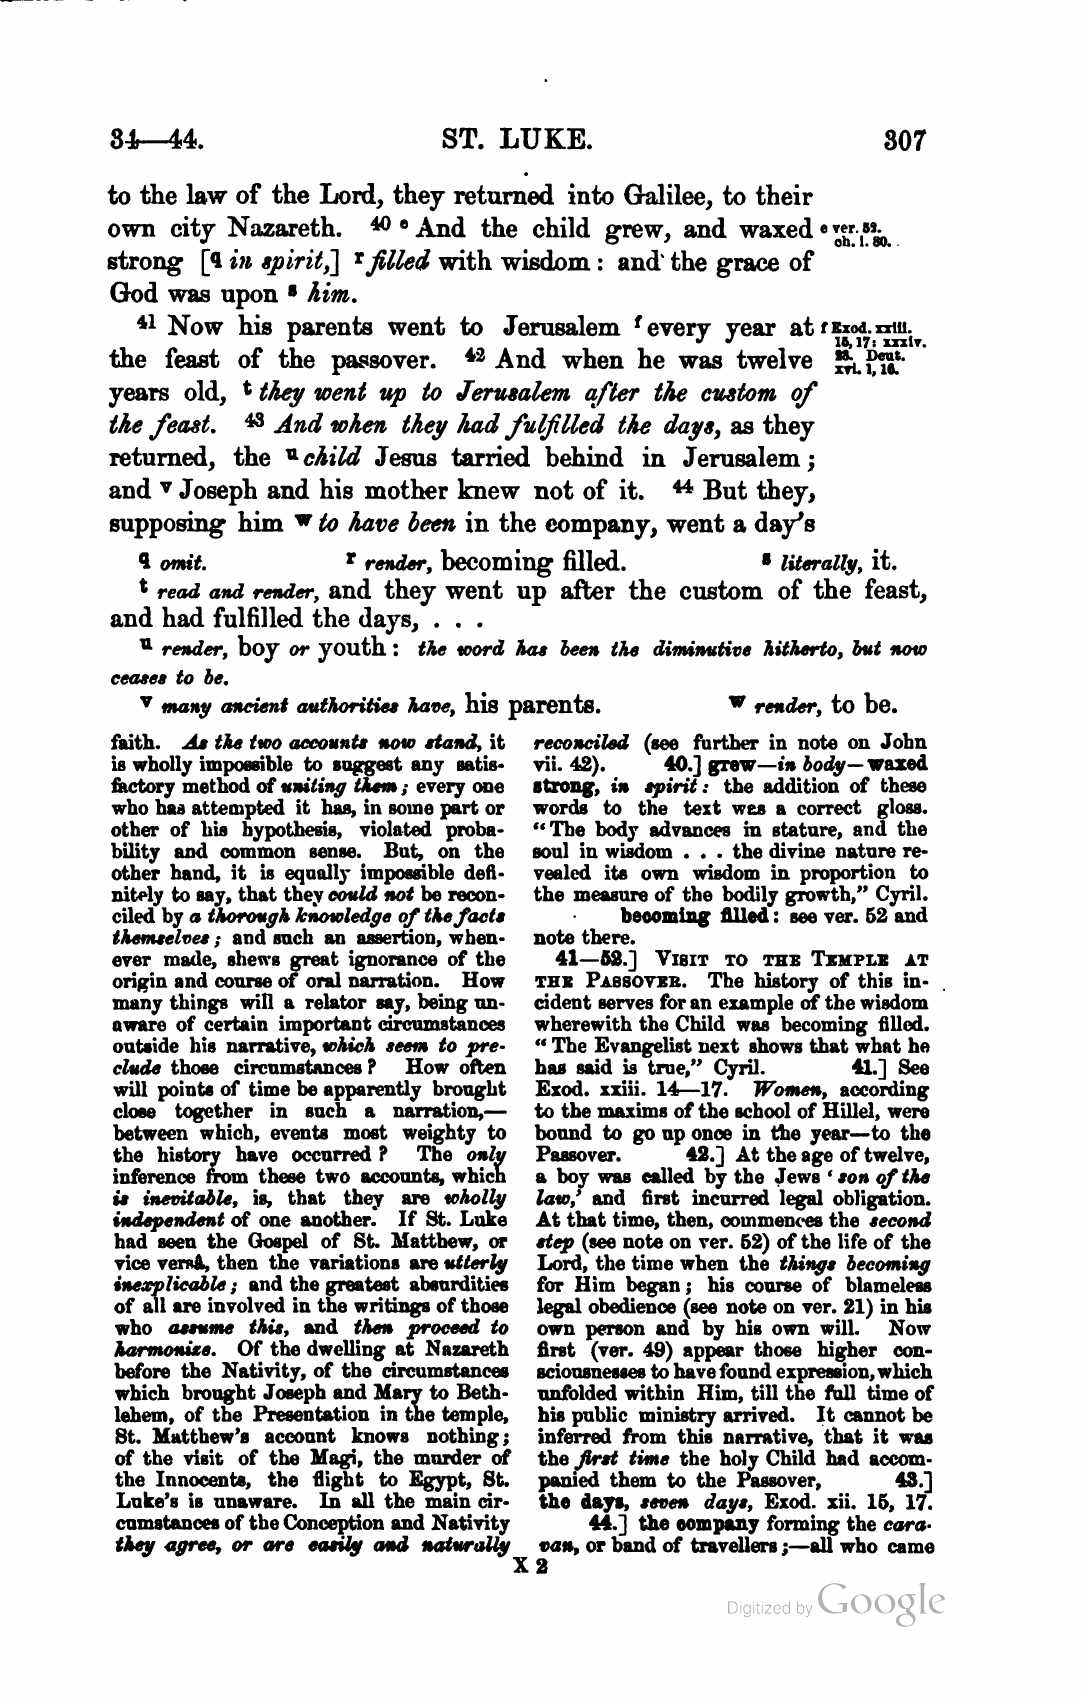 34—44. ST. LUKE. 307
to the law of the Lord, they returned into Galilee, to their
own city Nazareth. 40 e And the child grew, and waxed
strong [q in spirit,] r filled with wisdom : and the grace of
God was upon s him.
e ver. 52.
ch. i. 80.
41 Now his parents went to Jerusalem f every year at
the feast of the passover. 42 And when he was twelve
years old, t they went up to Jerusalem after the custom of
the feast. 43 And when they had fulfilled the days, as they
returned, the u child Jesus tarried behind in Jerusalem ;
and v Joseph and his mother knew not of it. 44 But they,
supposing him w to have been in the company, went a day's
f Exod. xxiii.
15, 17: xxxiv.
23. Deut.
xvi. 1, 16.
q omit. r render, becoming filled. s literally, it.
t read and render, and they went up after the custom of the feast,
and had fulfilled the days, . . .
u render, boy or youth : the word has been the diminutive hitherto, but now
ceases to be.
v many ancient authorities have, his parents. w render, to be.
faith. As the two accounts now stand, it
is wholly impossible to suggest any satis-
factory method of uniting them ; every one
who has attempted it has, in some part or
other of his hypothesis, violated proba-
bility and common sense. But, on the
other hand, it is equally impossible defi-
nitely to say, that they could not be recon-
ciled by a thorough knowledge of the facts
themselves ; and such an assertion, when-
ever made, shews great ignorance of the
origin and course of oral narration. How
many things will a relator say, being un-
aware of certain important circumstances
outside his narrative, which seem to pre-
clude those circumstances ? How often
will points of time be apparently brought
close together in such a narration,—
between which, events most weighty to
the history have occurred ? The only
inference from these two accounts, which
is inevitable, is, that they are wholly
independent of one another. If St. Luke
had seen the Gospel of St. Matthew, or
vice versâ, then the variations are utterly
inexplicable ; and the greatest absurdities
of all are involved in the writings of those
who assume this, and then proceed to
harmonize. Of the dwelling at Nazareth
before the Nativity, of the circumstances
which brought Joseph and Mary to Beth-
lehem, of the Presentation in the temple,
St. Matthew's account knows nothing ;
of the visit of the Magi, the murder of
the Innocents, the flight to Egypt, St.
Luke's is unaware. In all the main cir-
cumstances of the Conception and Nativity
they agree, or are easily and naturally
reconciled (see further in note on John
vii. 42). 40.] grew—in body—waxed
strong, in spirit : the addition of these
words to the text was a correct gloss.
“The body advances in stature, and the
soul in wisdom . . . the divine nature re-
vealed its own wisdom in proportion to
the measure of the bodily growth,” Cyril.
becoming filled : see ver. 52 and
note there.
41—52.] VISIT TO THE TEMPLE AT
THE PASSOVER. The history of this in-
cident serves for an example of the wisdom
wherewith the Child was becoming filled.
“The Evangelist next shows that what he
has said is true,” Cyril. 41.] See
Exod. xxiii. 14—17. Women, according
to the maxims of the school of Hillel, were
bound to go up once in the year—to the
Passover. 42.] At the age of twelve,
a boy was called by the Jews ‘son of the
law,’ and first incurred legal obligation.
At that time, then, commences the second
step (see note on ver. 52) of the life of the
Lord, the time when the things becoming
for Him began ; his course of blameless
legal obedience (see note on ver. 21) in his
own person and by his own will. Now
first (ver. 49) appear those higher con-
sciousnesses to have found expression, which
unfolded within Him, till the full time of
his public ministry arrived. It cannot be
inferred from this narrative, that it was
the first time the holy Child had accom-
panied them to the Passover, 43.]
the days, seven days, Exod. xii. 15, 17.
44.] the company forming the cara-
van, or band of travellers ;—all who came
X 2
Digitized by Google